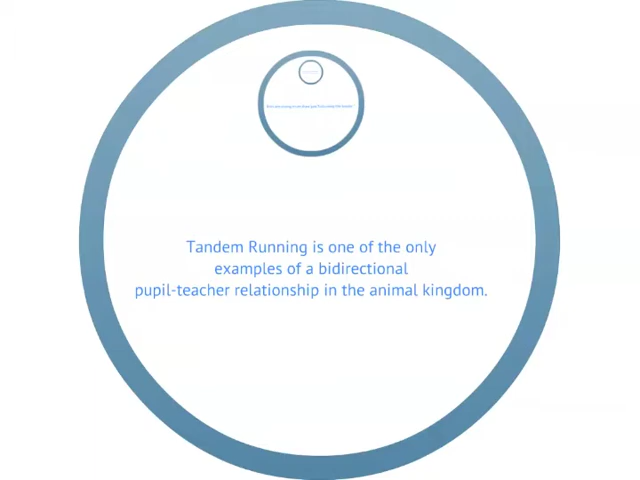 Tandem Running is one of the only
examples of a bidirectional
pupil-teacher relationship in the animal kingdom.